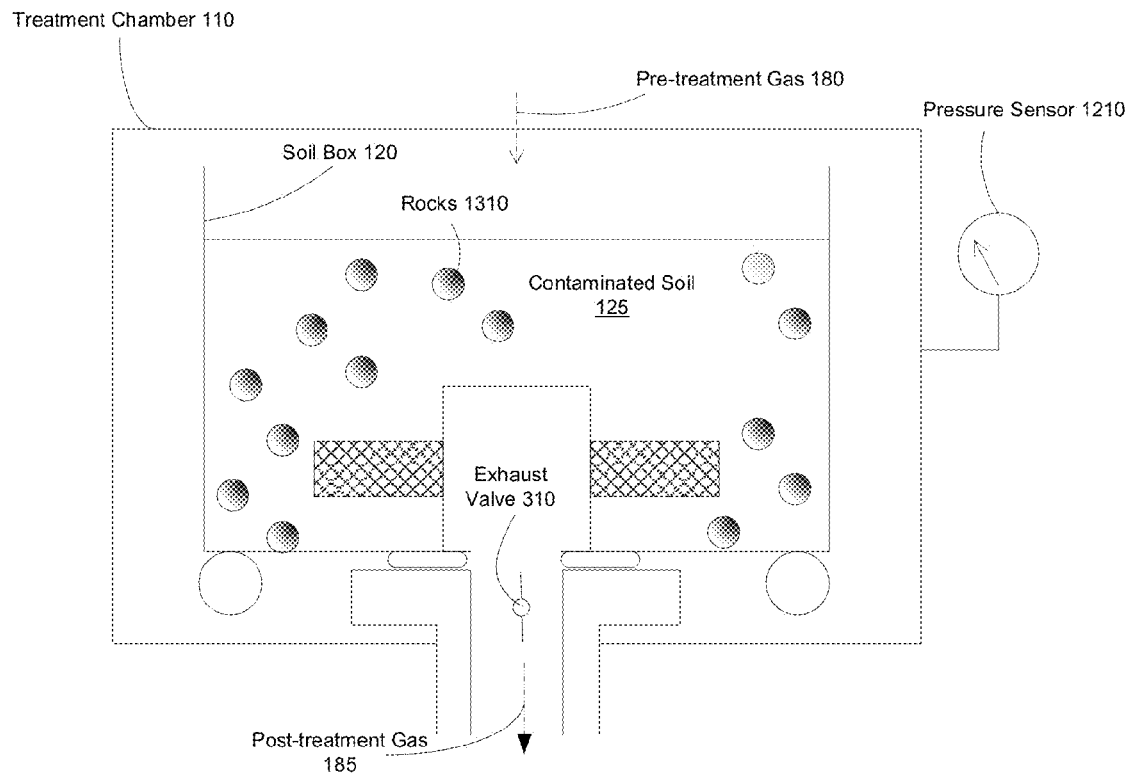 Treatment Chamber 110
Pre-treatment Gas 180
Pressure Sensor 1210
Soil Box 120
Rocks 1310
Contaminated Soil
125
Exhaust
Valve 310
Post-treatment Gas
185